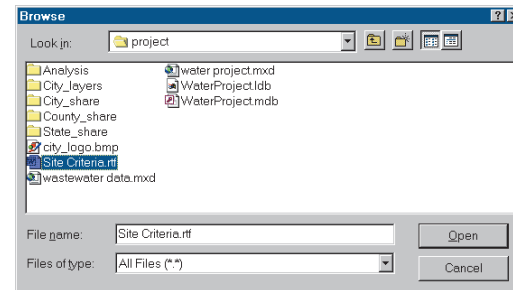 Browse
Look in: project
Analysis
City_layers
City_share
County_share
State_share
city_logo.bmp
Site Criteria.rtf
wastewater data.mxd
water project.mxd
WaterProject.ldb
WaterProject.mdb
File name: Site Criteria.rtf
Open
Files of type: All Files (*.*)
Cancel